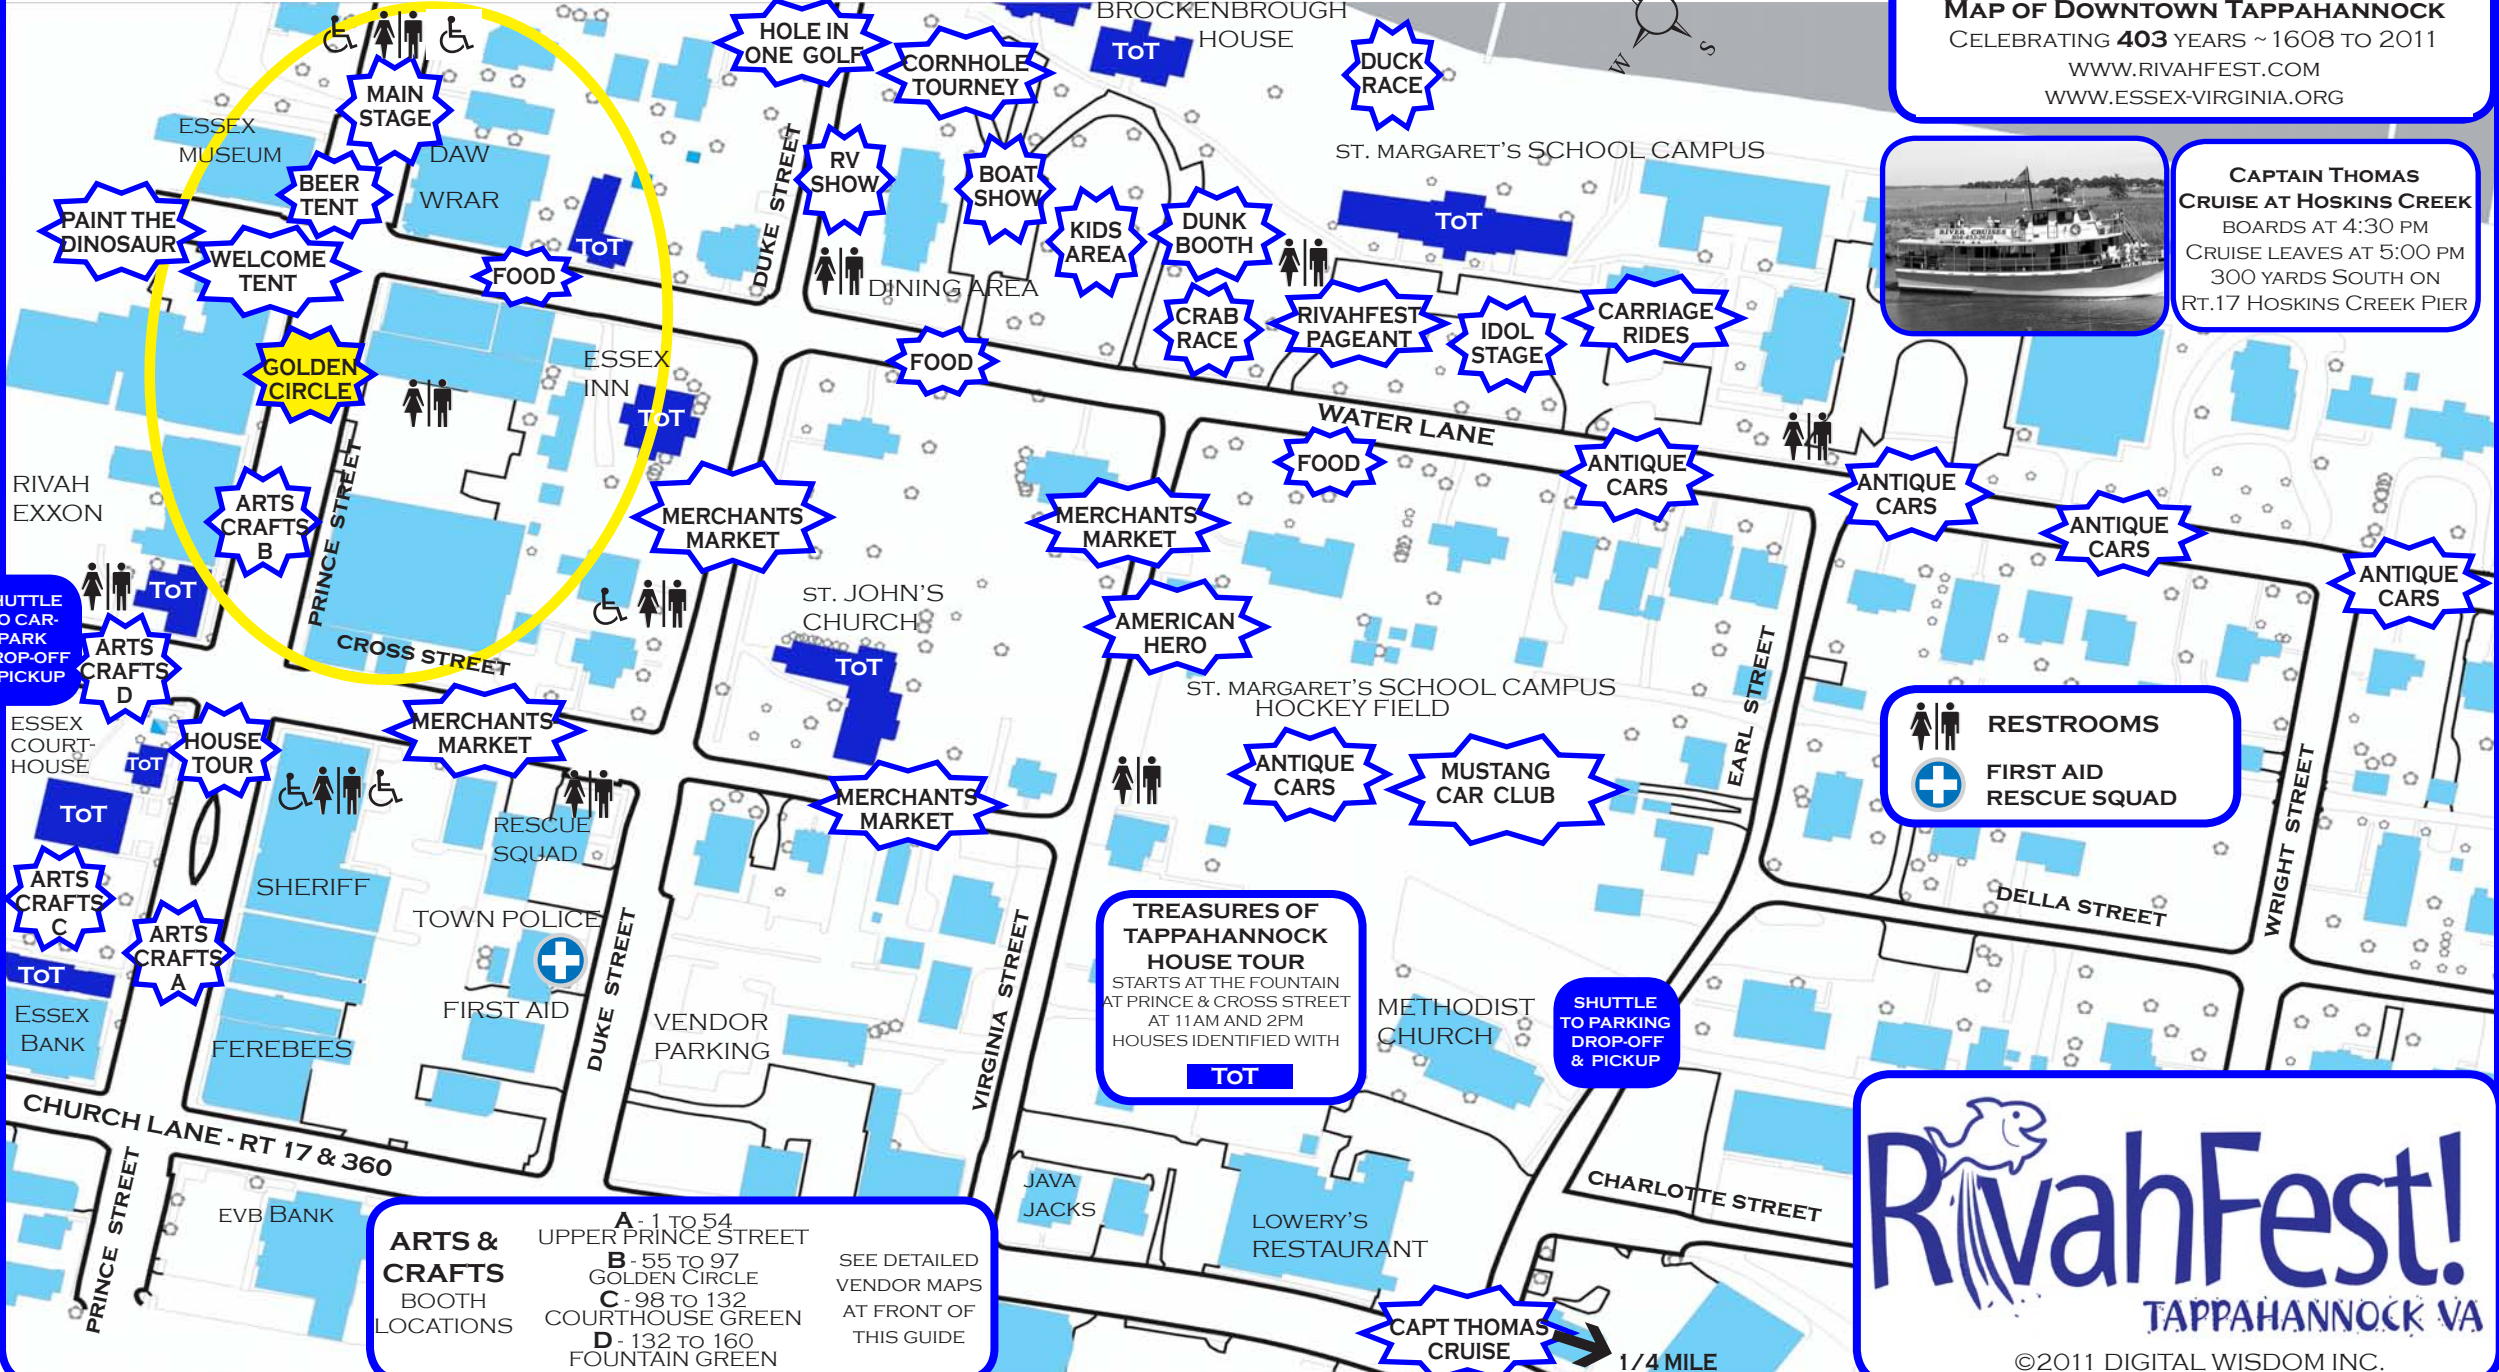 BROCKENBROUGH
HOUSE
MAP OF DOWNTOWN TAPPAHANNOCK
CELEBRATING 403 YEARS ~ 1608 TO 2011
WWW.RIVAHFEST.COM
WWW.ESSEX-VIRGINIA.ORG
HOLE IN
ONE GOLF
CORNHOLE
TOURNEY
ToT
DUCK
RACE
W
S
MAIN
STAGE
ESSEX
MUSEUM
DAW
WRAR
BEER
TENT
PAINT THE
DINOSAUR
WELCOME
TENT
FOOD
ToT
DUKE STREET
RV
SHOW
BOAT
SHOW
KIDS
AREA
DUNK
BOOTH
DINING AREA
ST. MARGARET'S SCHOOL CAMPUS
ToT
CAPTAIN THOMAS
CRUISE AT HOSKINS CREEK
BOARDS AT 4:30 PM
CRUISE LEAVES AT 5:00 PM
300 YARDS SOUTH ON
RT.17 HOSKINS CREEK PIER
RIVER CRUISES
CRAB
RACE
RIVAHFEST
PAGEANT
IDOL
STAGE
CARRIAGE
RIDES
GOLDEN
CIRCLE
ESSEX
INN
ToT
FOOD
WATER LANE
FOOD
ANTIQUE
CARS
ANTIQUE
CARS
ANTIQUE
CARS
ANTIQUE
CARS
RIVAH
EXXON
ARTS
CRAFTS
B
PRINCE STREET
MERCHANTS
MARKET
MERCHANTS
MARKET
AMERICAN
HERO
ToT
HUTTLE
O CAR-
PARK
ROP-OFF
PICKUP
ARTS
CRAFTS
D
CROSS STREET
ST. JOHN'S
CHURCH
ToT
ST. MARGARET'S SCHOOL CAMPUS
HOCKEY FIELD
EARL STREET
ESSEX
COURT-
HOUSE
ToT
HOUSE
TOUR
MERCHANTS
MARKET
MERCHANTS
MARKET
ANTIQUE
CARS
MUSTANG
CAR CLUB
RESTROOMS
FIRST AID
RESCUE SQUAD
WRIGHT STREET
ToT
RESCUE
SQUAD
ARTS
CRAFTS
C
SHERIFF
ARTS
CRAFTS
A
TOWN POLICE
FIRST AID
DUKE STREET
ToT
ESSEX
BANK
FEREBEES
VENDOR
PARKING
VIRGINIA STREET
TREASURES OF
TAPPAHANNOCK
HOUSE TOUR
STARTS AT THE FOUNTAIN
AT PRINCE & CROSS STREET
AT 11AM AND 2PM
HOUSES IDENTIFIED WITH
ToT
METHODIST
CHURCH
SHUTTLE
TO PARKING
DROP-OFF
& PICKUP
DELLA STREET
CHURCH LANE - RT 17 & 360
PRINCE STREET
EVB BANK
ARTS &
CRAFTS
BOOTH
LOCATIONS
A - 1 TO 54
UPPER PRINCE STREET
B - 55 TO 97
GOLDEN CIRCLE
C - 98 TO 132
COURTHOUSE GREEN
D - 132 TO 160
FOUNTAIN GREEN
SEE DETAILED
VENDOR MAPS
AT FRONT OF
THIS GUIDE
JAVA
JACKS
LOWERY'S
RESTAURANT
CHARLOTTE STREET
CAPT THOMAS
CRUISE
1/4 MILE
RivahFest!
TAPPAHANNOCK VA
©2011 DIGITAL WISDOM INC.